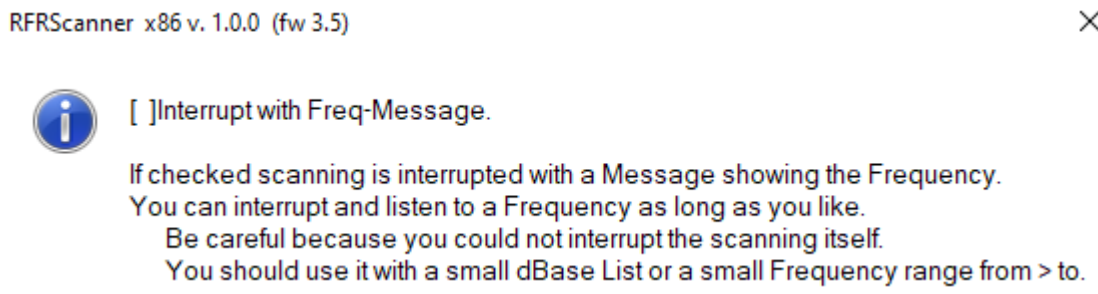 RFRScanner x86 v. 1.0.0 (fw 3.5)
[ ]Interrupt with Freq-Message.
If checked scanning is interrupted with a Message showing the Frequency.
You can interrupt and listen to a Frequency as long as you like.
Be careful because you could not interrupt the scanning itself.
You should use it with a small dBase List or a small Frequency range from > to.